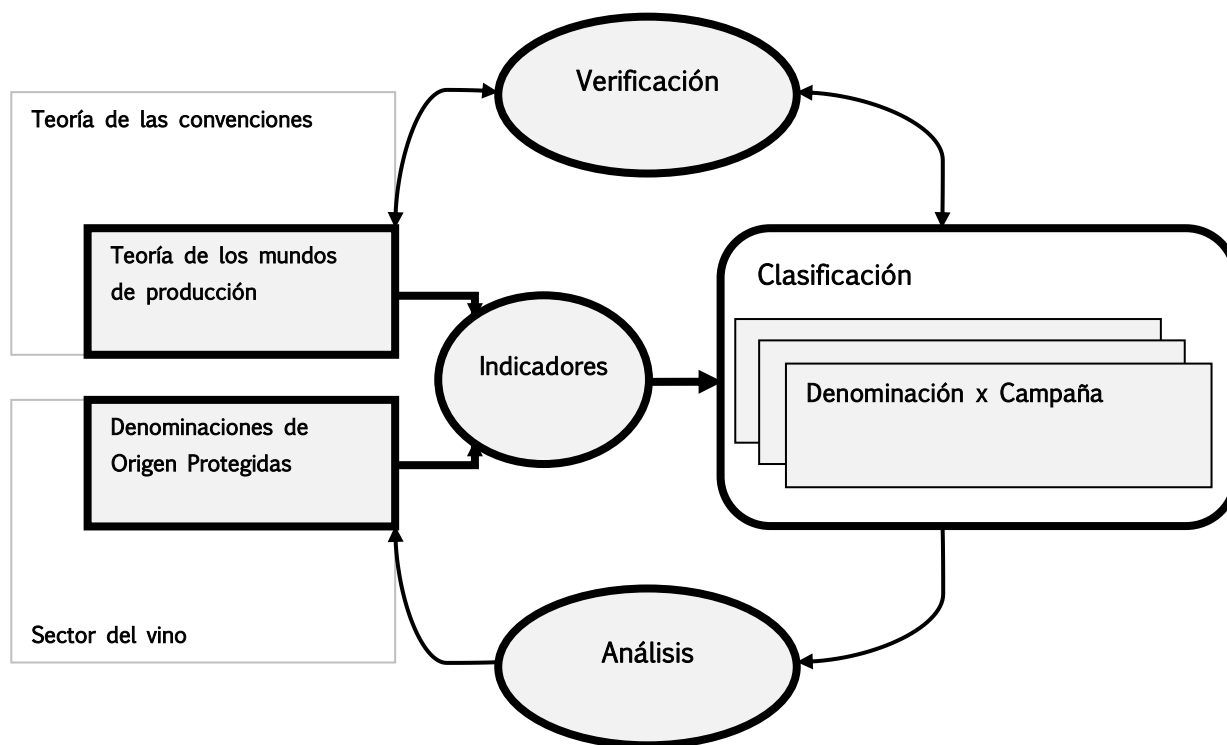 Verificación
Teoría de las convenciones
Teoría de los mundos
de producción
Clasificación
Indicadores
Denominación x Campaña
Denominaciones de
Origen Protegidas
Sector del vino
Análisis